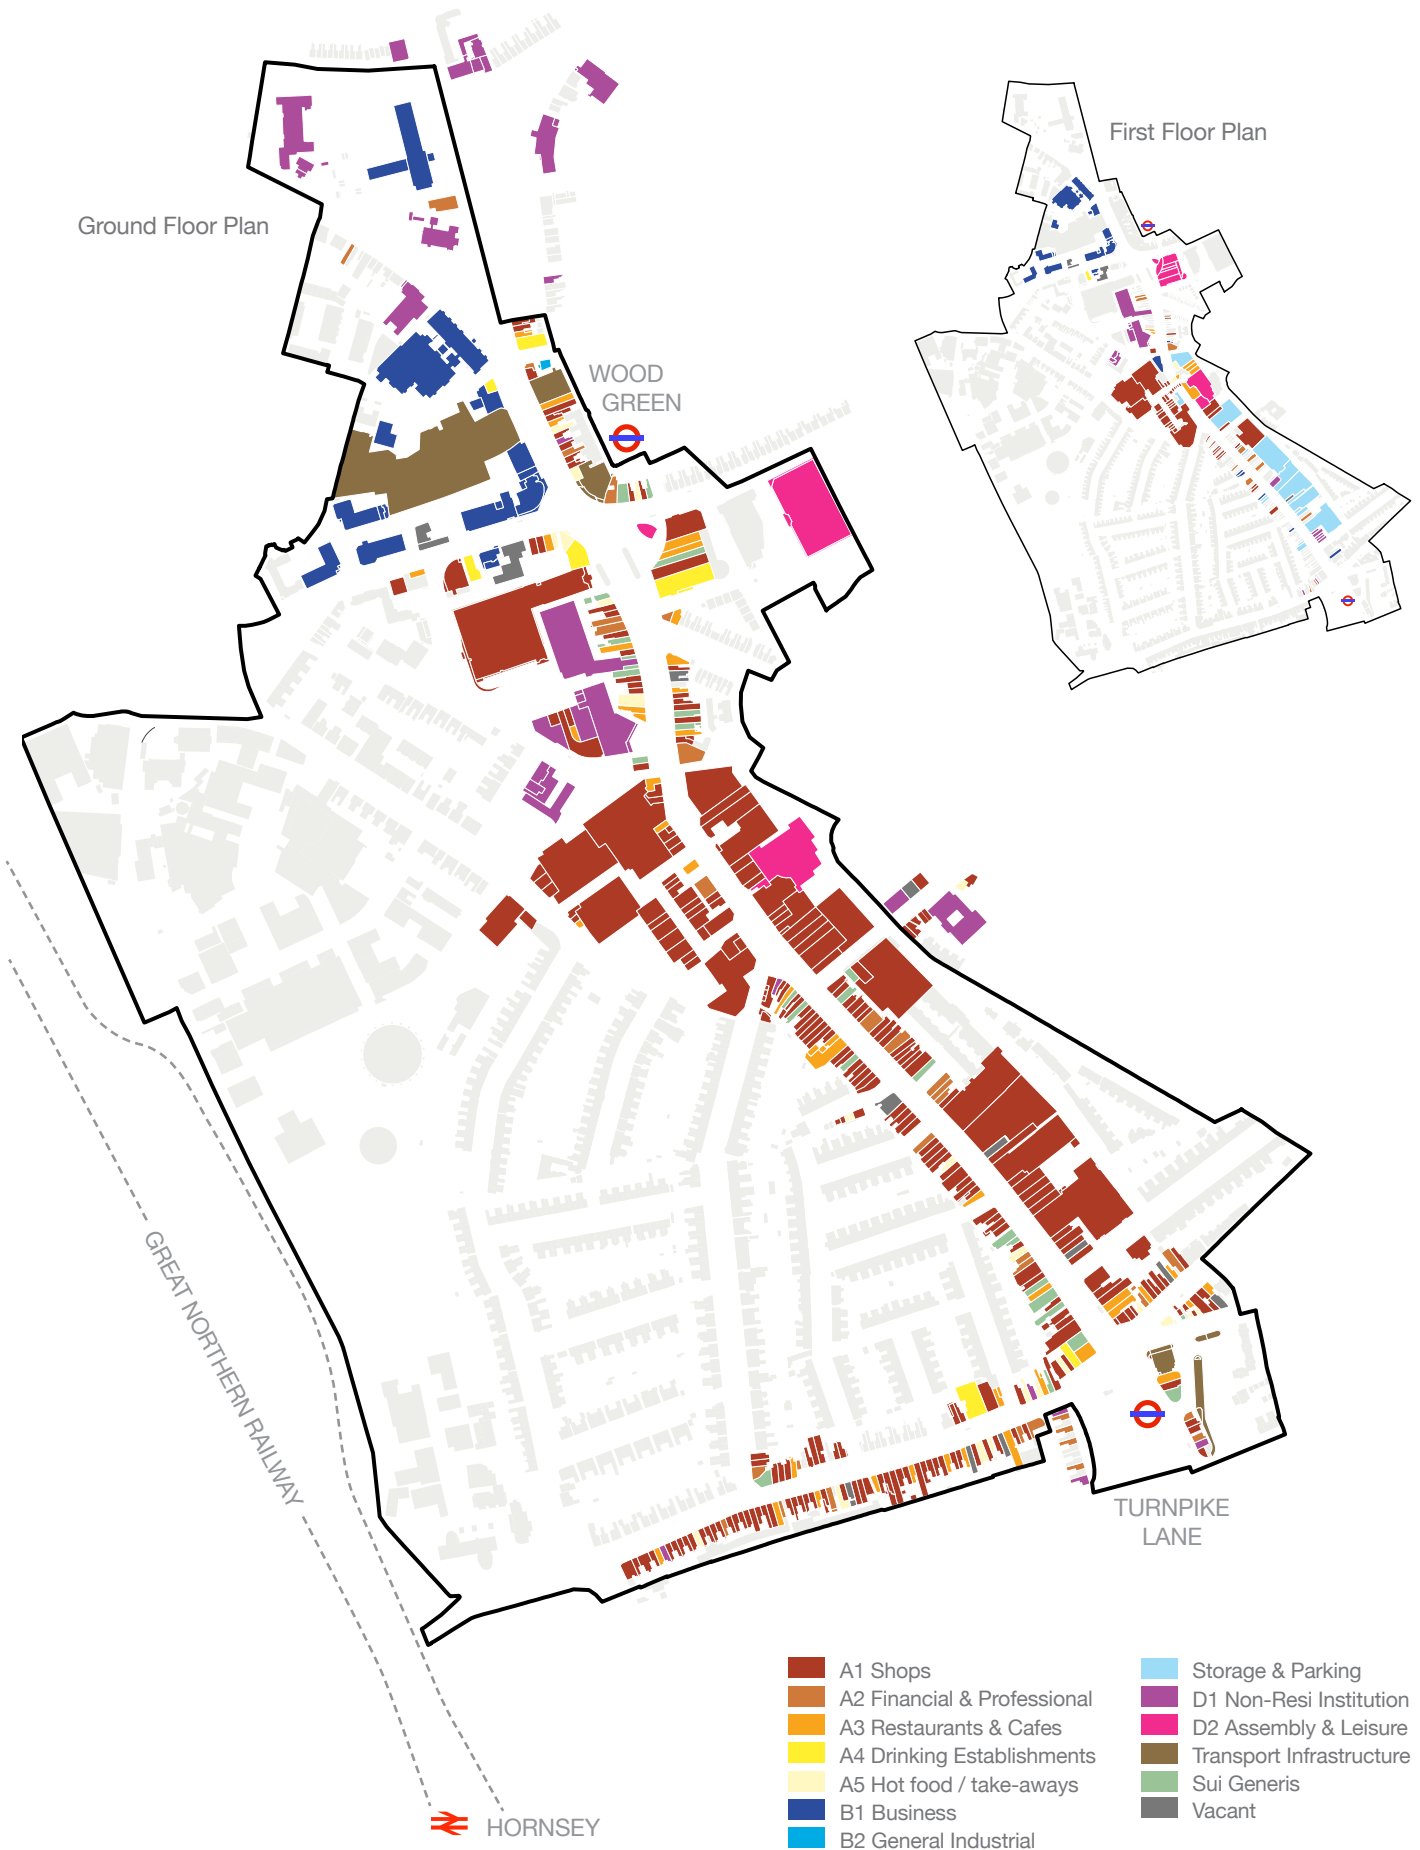 First Floor Plan
Ground Floor Plan
WOOD
GREEN
GREAT NORTHERN RAILWAY
TURNPIKE
LANE
HORNSEY
A1 Shops
A2 Financial & Professional
A3 Restaurants & Cafes
A4 Drinking Establishments
A5 Hot food / take-aways
B1 Business
B2 General Industrial
Storage & Parking
D1 Non-Resi Institution
D2 Assembly & Leisure
Transport Infrastructure
Sui Generis
Vacant